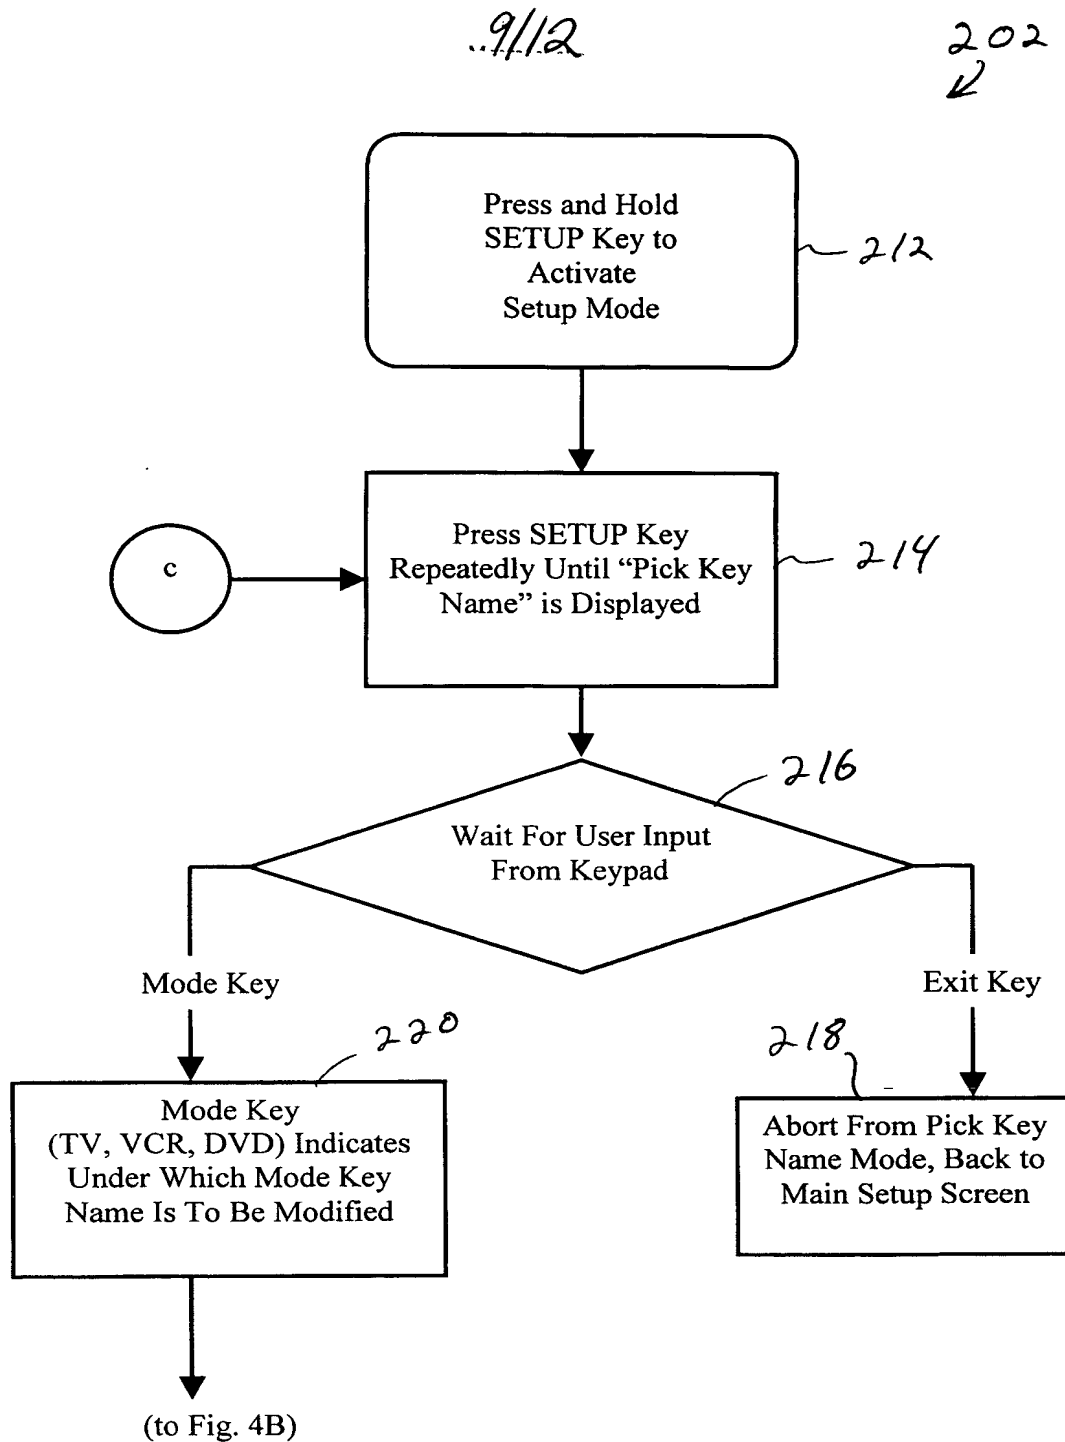 9/12
202
Press and Hold
SETUP Key to
Activate
Setup Mode
212
c
Press SETUP Key
Repeatedly Until “Pick Key
Name” is Displayed
214
216
Wait For User Input
From Keypad
Mode Key
Exit Key
220
218
Mode Key
(TV, VCR, DVD) Indicates
Under Which Mode Key
Name Is To Be Modified
Abort From Pick Key
Name Mode, Back to
Main Setup Screen
(to Fig. 4B)